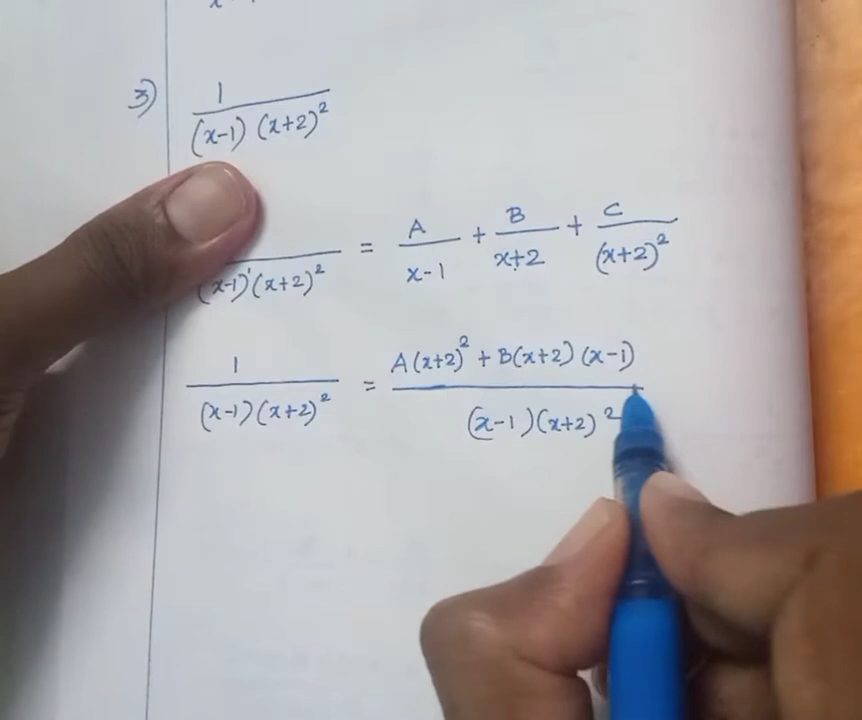 3) 1/((x-1)(x+2)²)
/((x-1)'(x+2)²) = A/(x-1) + B/(x+2) + C/((x+2)²)
1/((x-1)(x+2)²) = (A(x+2)² + B(x+2)(x-1))/((x-1)(x+2)²)